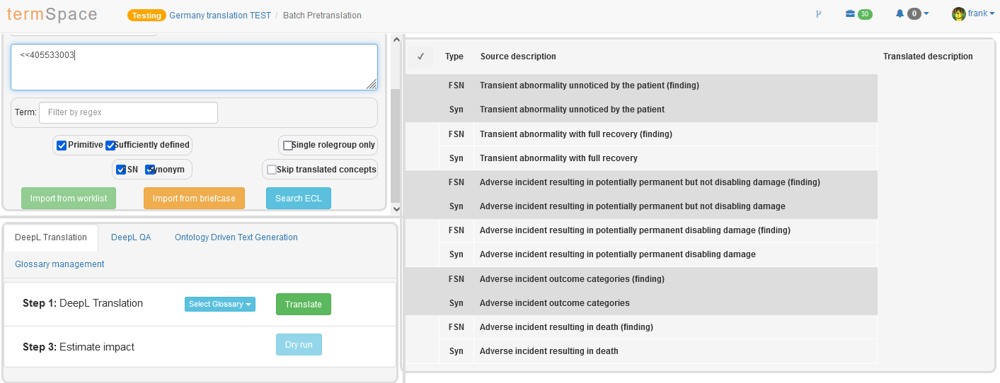 termSpace
Testing Germany translation TEST / Batch Pretranslation
30 0 frank
<<405533003
Term: Filter by regex
Primitive Sufficiently defined Single rolegroup only
FSN Synonym Skip translated concepts
Import from worklist Import from briefcase Search ECL
DeepL Translation DeepL QA Ontology Driven Text Generation
Glossary management
Step 1: DeepL Translation Select Glossary Translate
Step 3: Estimate impact Dry run
✓ Type Source description Translated description
FSN Transient abnormality unnoticed by the patient (finding)
Syn Transient abnormality unnoticed by the patient
FSN Transient abnormality with full recovery (finding)
Syn Transient abnormality with full recovery
FSN Adverse incident resulting in potentially permanent but not disabling damage (finding)
Syn Adverse incident resulting in potentially permanent but not disabling damage
FSN Adverse incident resulting in potentially permanent disabling damage (finding)
Syn Adverse incident resulting in potentially permanent disabling damage
FSN Adverse incident outcome categories (finding)
Syn Adverse incident outcome categories
FSN Adverse incident resulting in death (finding)
Syn Adverse incident resulting in death